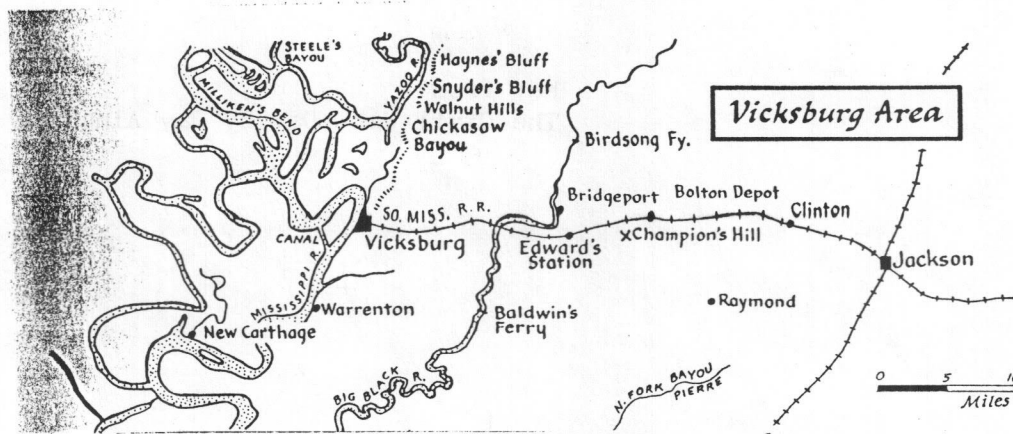 STEELE'S
BAYOU
YAZOO R.
Haynes' Bluff
Snyder's Bluff
Walnut Hills
Chickasaw
Bayou
MILLIKEN'S BEND
Vicksburg Area
Birdsong Fy.
Bridgeport
Bolton Depot
Clinton
SO. MISS. R.R.
CANAL
Vicksburg
Edward's
Station
xChampion's Hill
Jackson
MISSISSIPPI R.
Warrenton
New Carthage
Baldwin's
Ferry
Raymond
BIG BLACK R.
N. FORK BAYOU
PIERRE
0 5 10
Miles